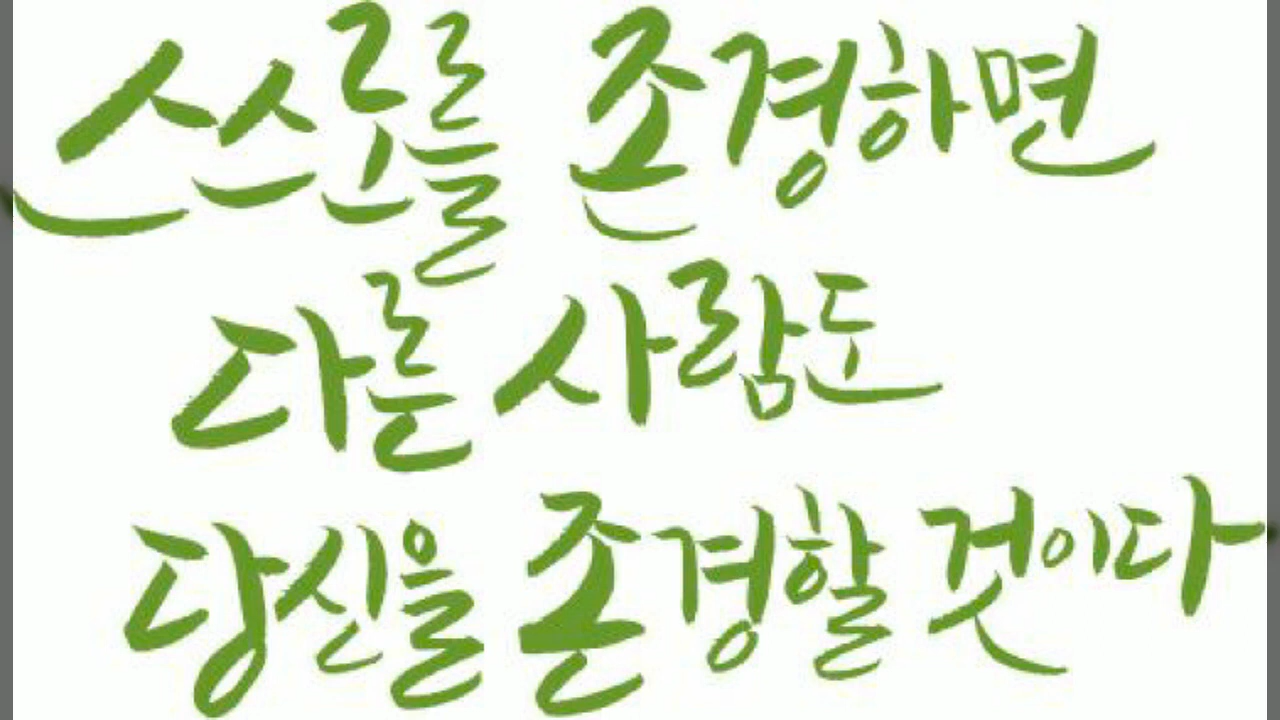 스스로를 존경하면
다른 사람도
당신을 존경할 것이다